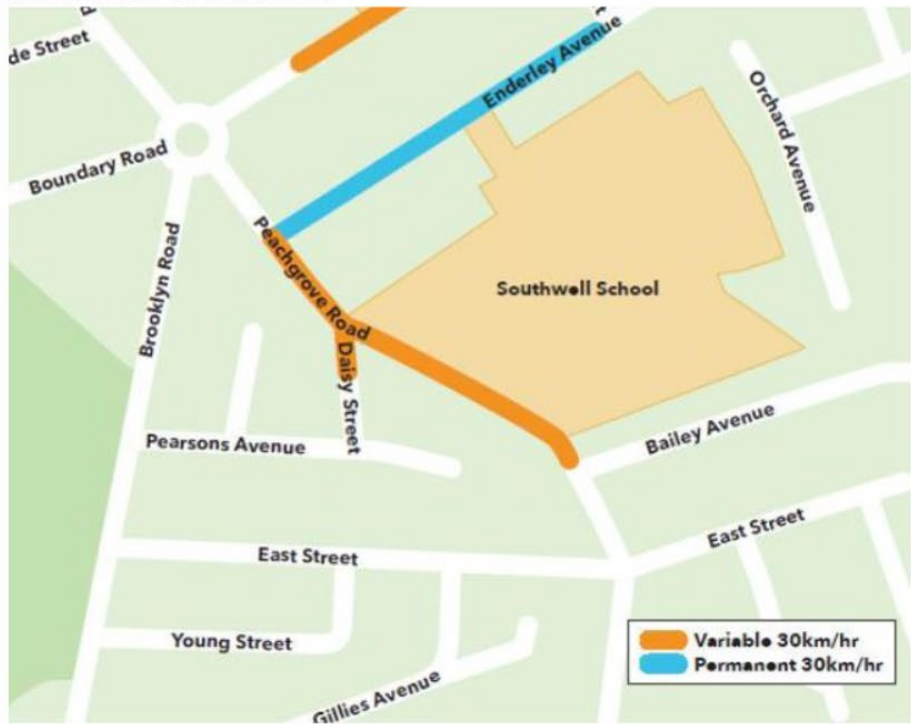 de Street
Enderley Avenue
Orchard Avenue
Boundary Road
Peachgrove Road
Brooklyn Road
Southwell School
Daisy Street
Bailey Avenue
Pearsons Avenue
East Street
East Street
Young Street
Gillies Avenue
Variable 30km/hr
Permanent 30km/hr